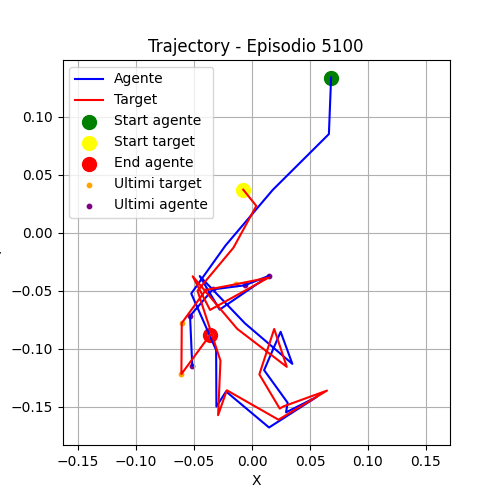 Trajectory - Episodio 5100
Agente
Target
Start agente
Start target
End agente
Ultimi target
Ultimi agente
0.10
0.05
0.00
−0.05
−0.10
−0.15
−0.15
−0.10
−0.05
0.00
0.05
0.10
0.15
X